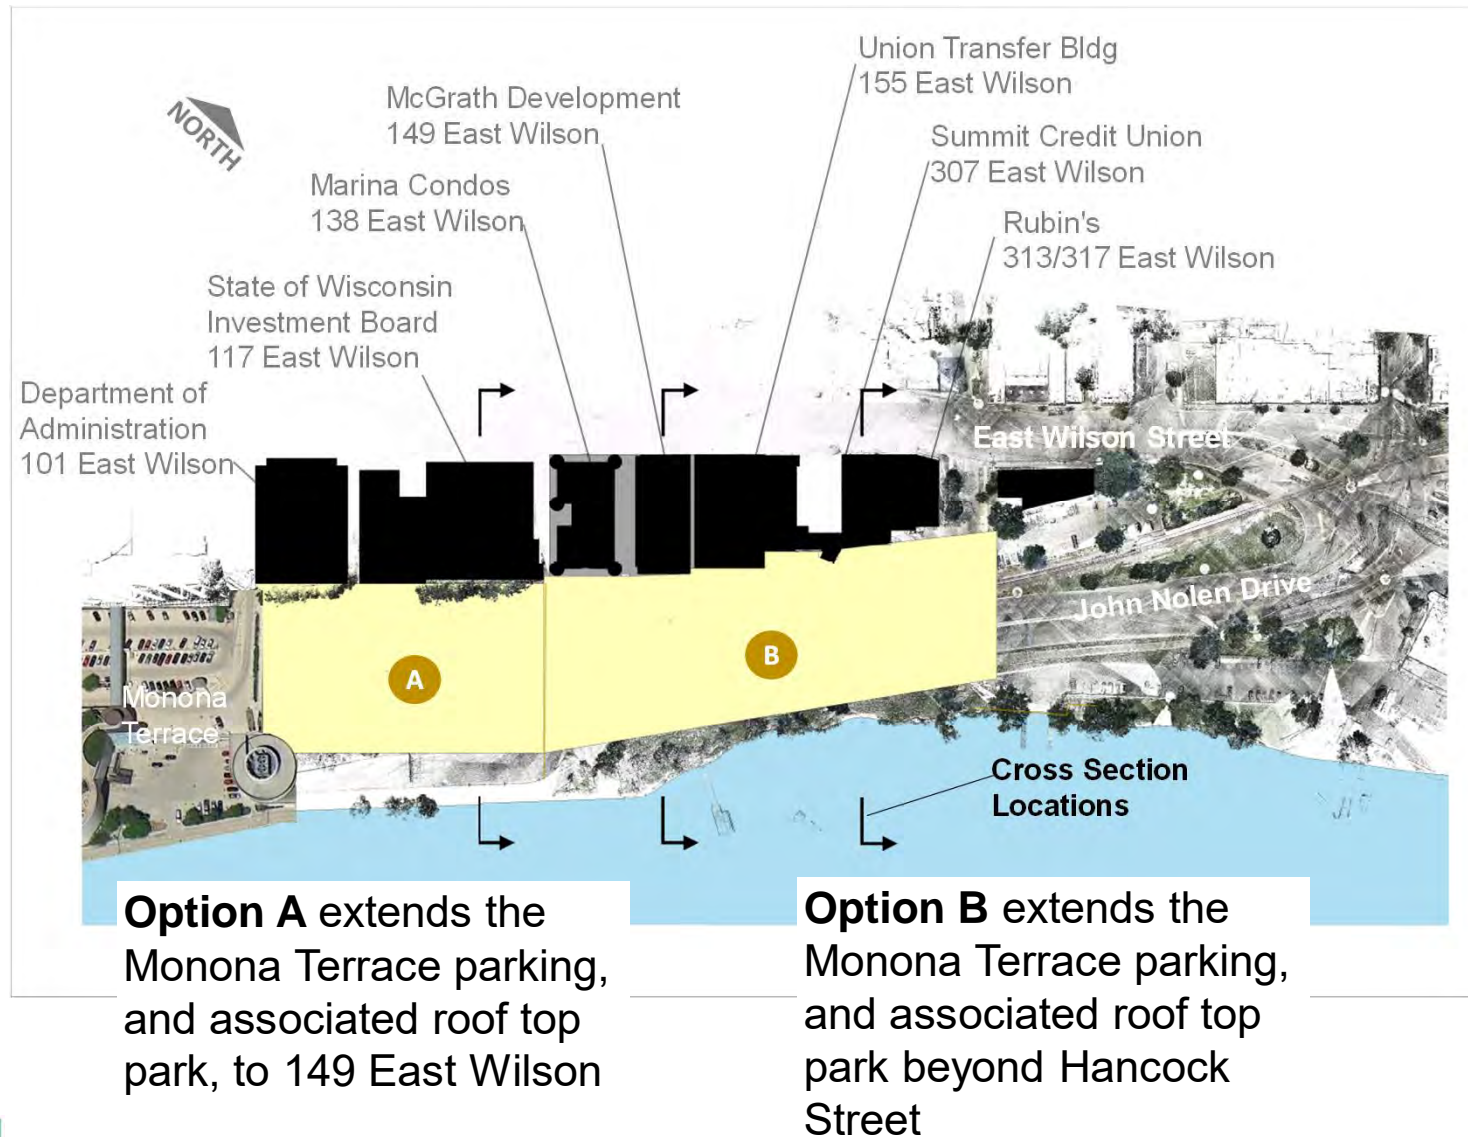 Union Transfer Bldg
155 East Wilson
McGrath Development
149 East Wilson
NORTH
Summit Credit Union
307 East Wilson
Marina Condos
138 East Wilson
Rubin's
313/317 East Wilson
State of Wisconsin
Investment Board
117 East Wilson
Department of
Administration
101 East Wilson
East Wilson Street
John Nolen Drive
A
B
Monona
Terrace
Cross Section
Locations
Option A extends the
Monona Terrace parking,
and associated roof top
park, to 149 East Wilson
Option B extends the
Monona Terrace parking,
and associated roof top
park beyond Hancock
Street